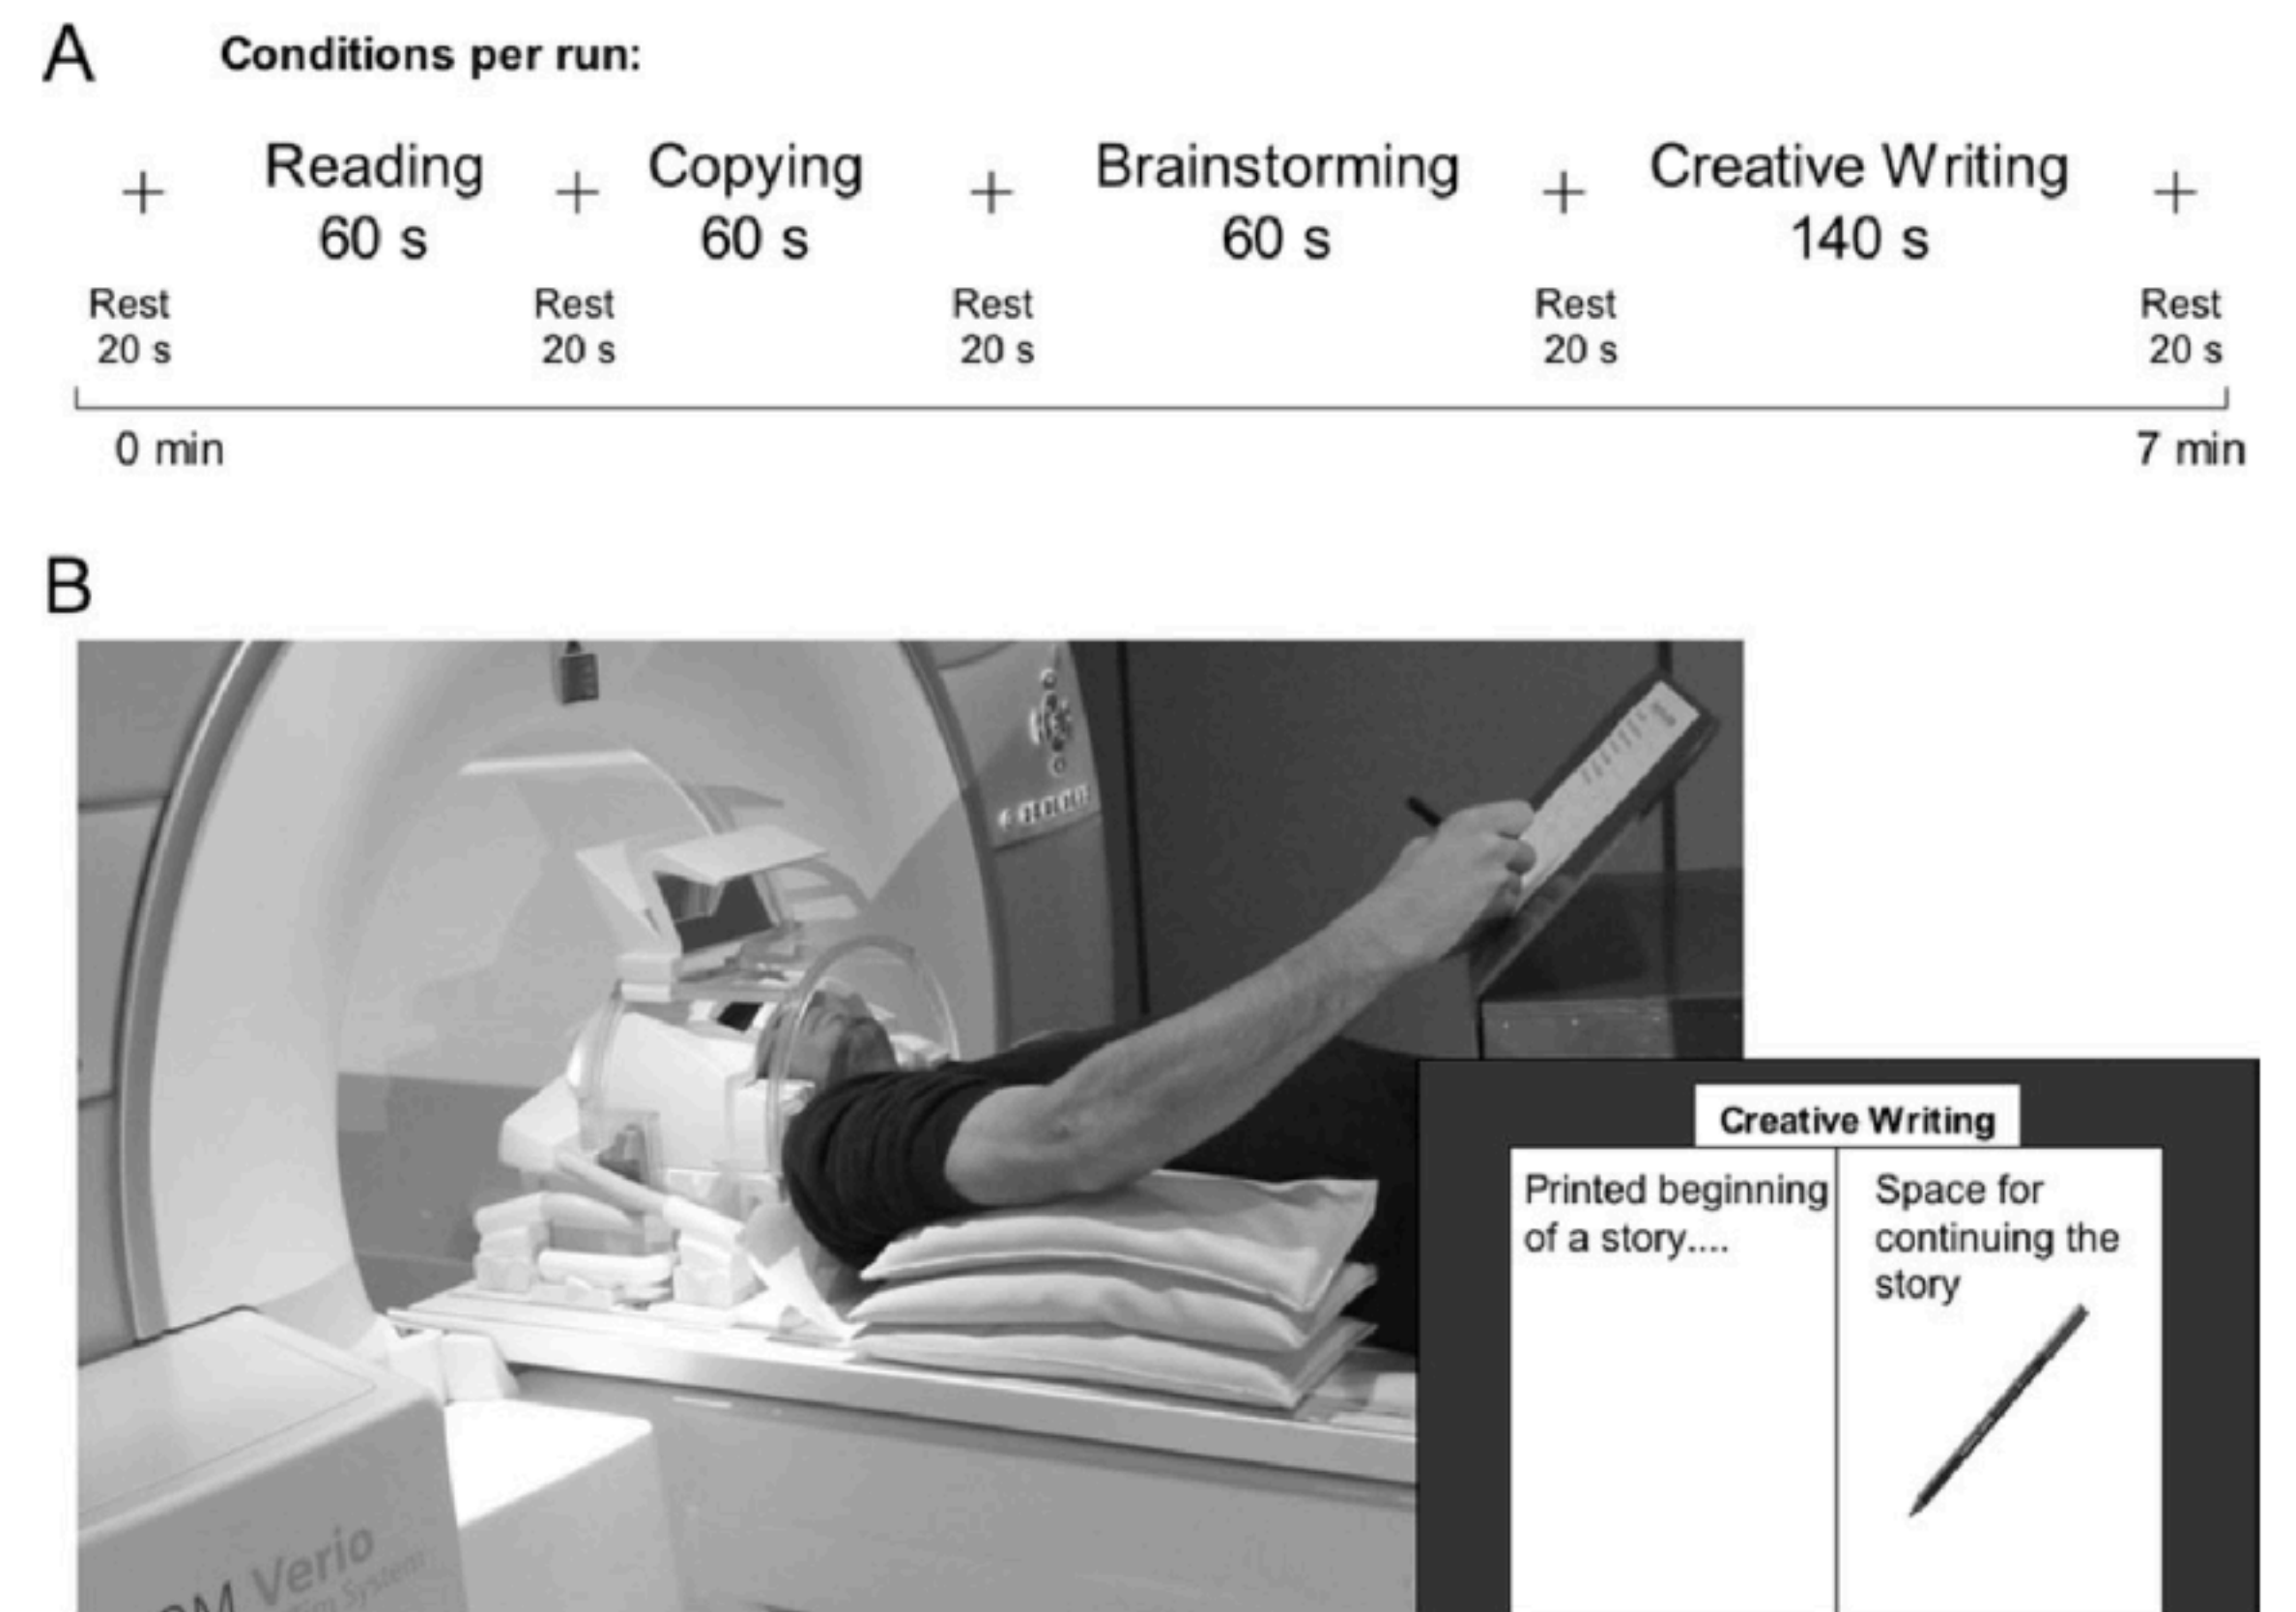 A
Conditions per run:
+ Reading + Copying + Brainstorming + Creative Writing +
60 s 60 s 60 s 140 s
Rest Rest Rest Rest Rest
20 s 20 s 20 s 20 s 20 s
0 min 7 min
B
Creative Writing
Printed beginning
of a story....
Space for
continuing the
story
Verio
System